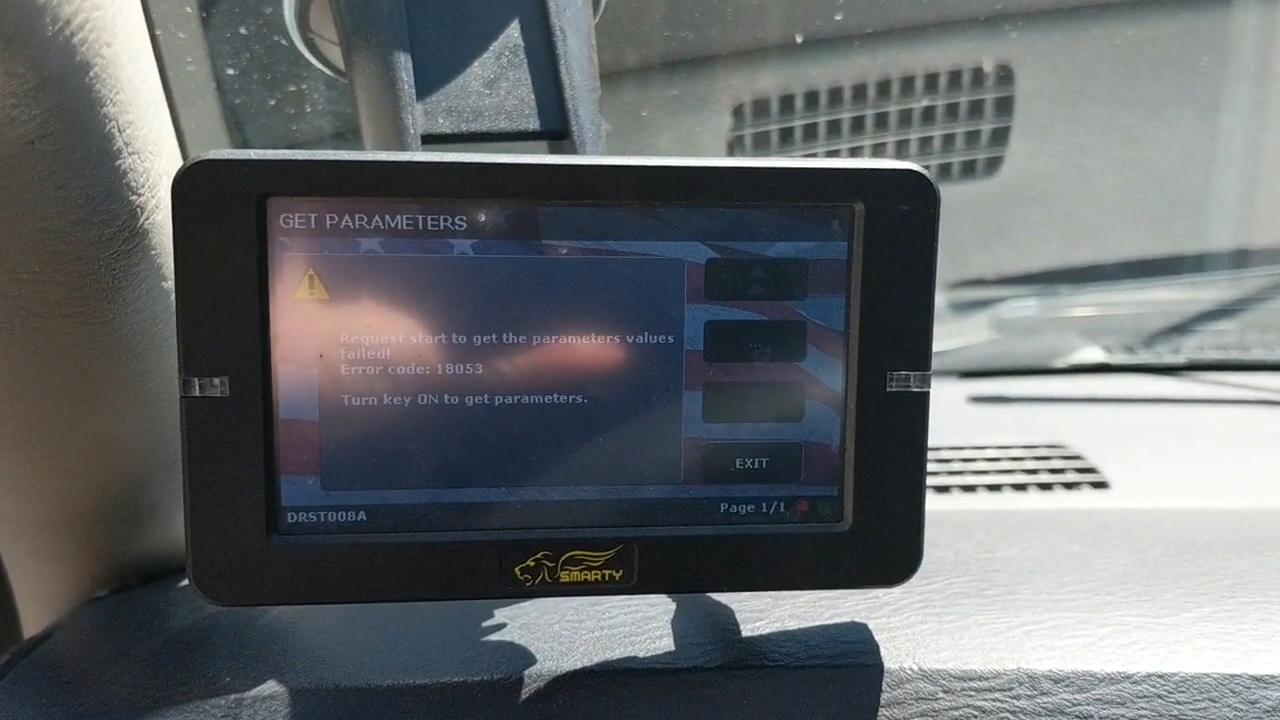 GET PARAMETERS
Request start to get the parameters values
failed!
Error code: 18053
Turn key ON to get parameters.
...
EXIT
DRST008A
Page 1/1
SMARTY